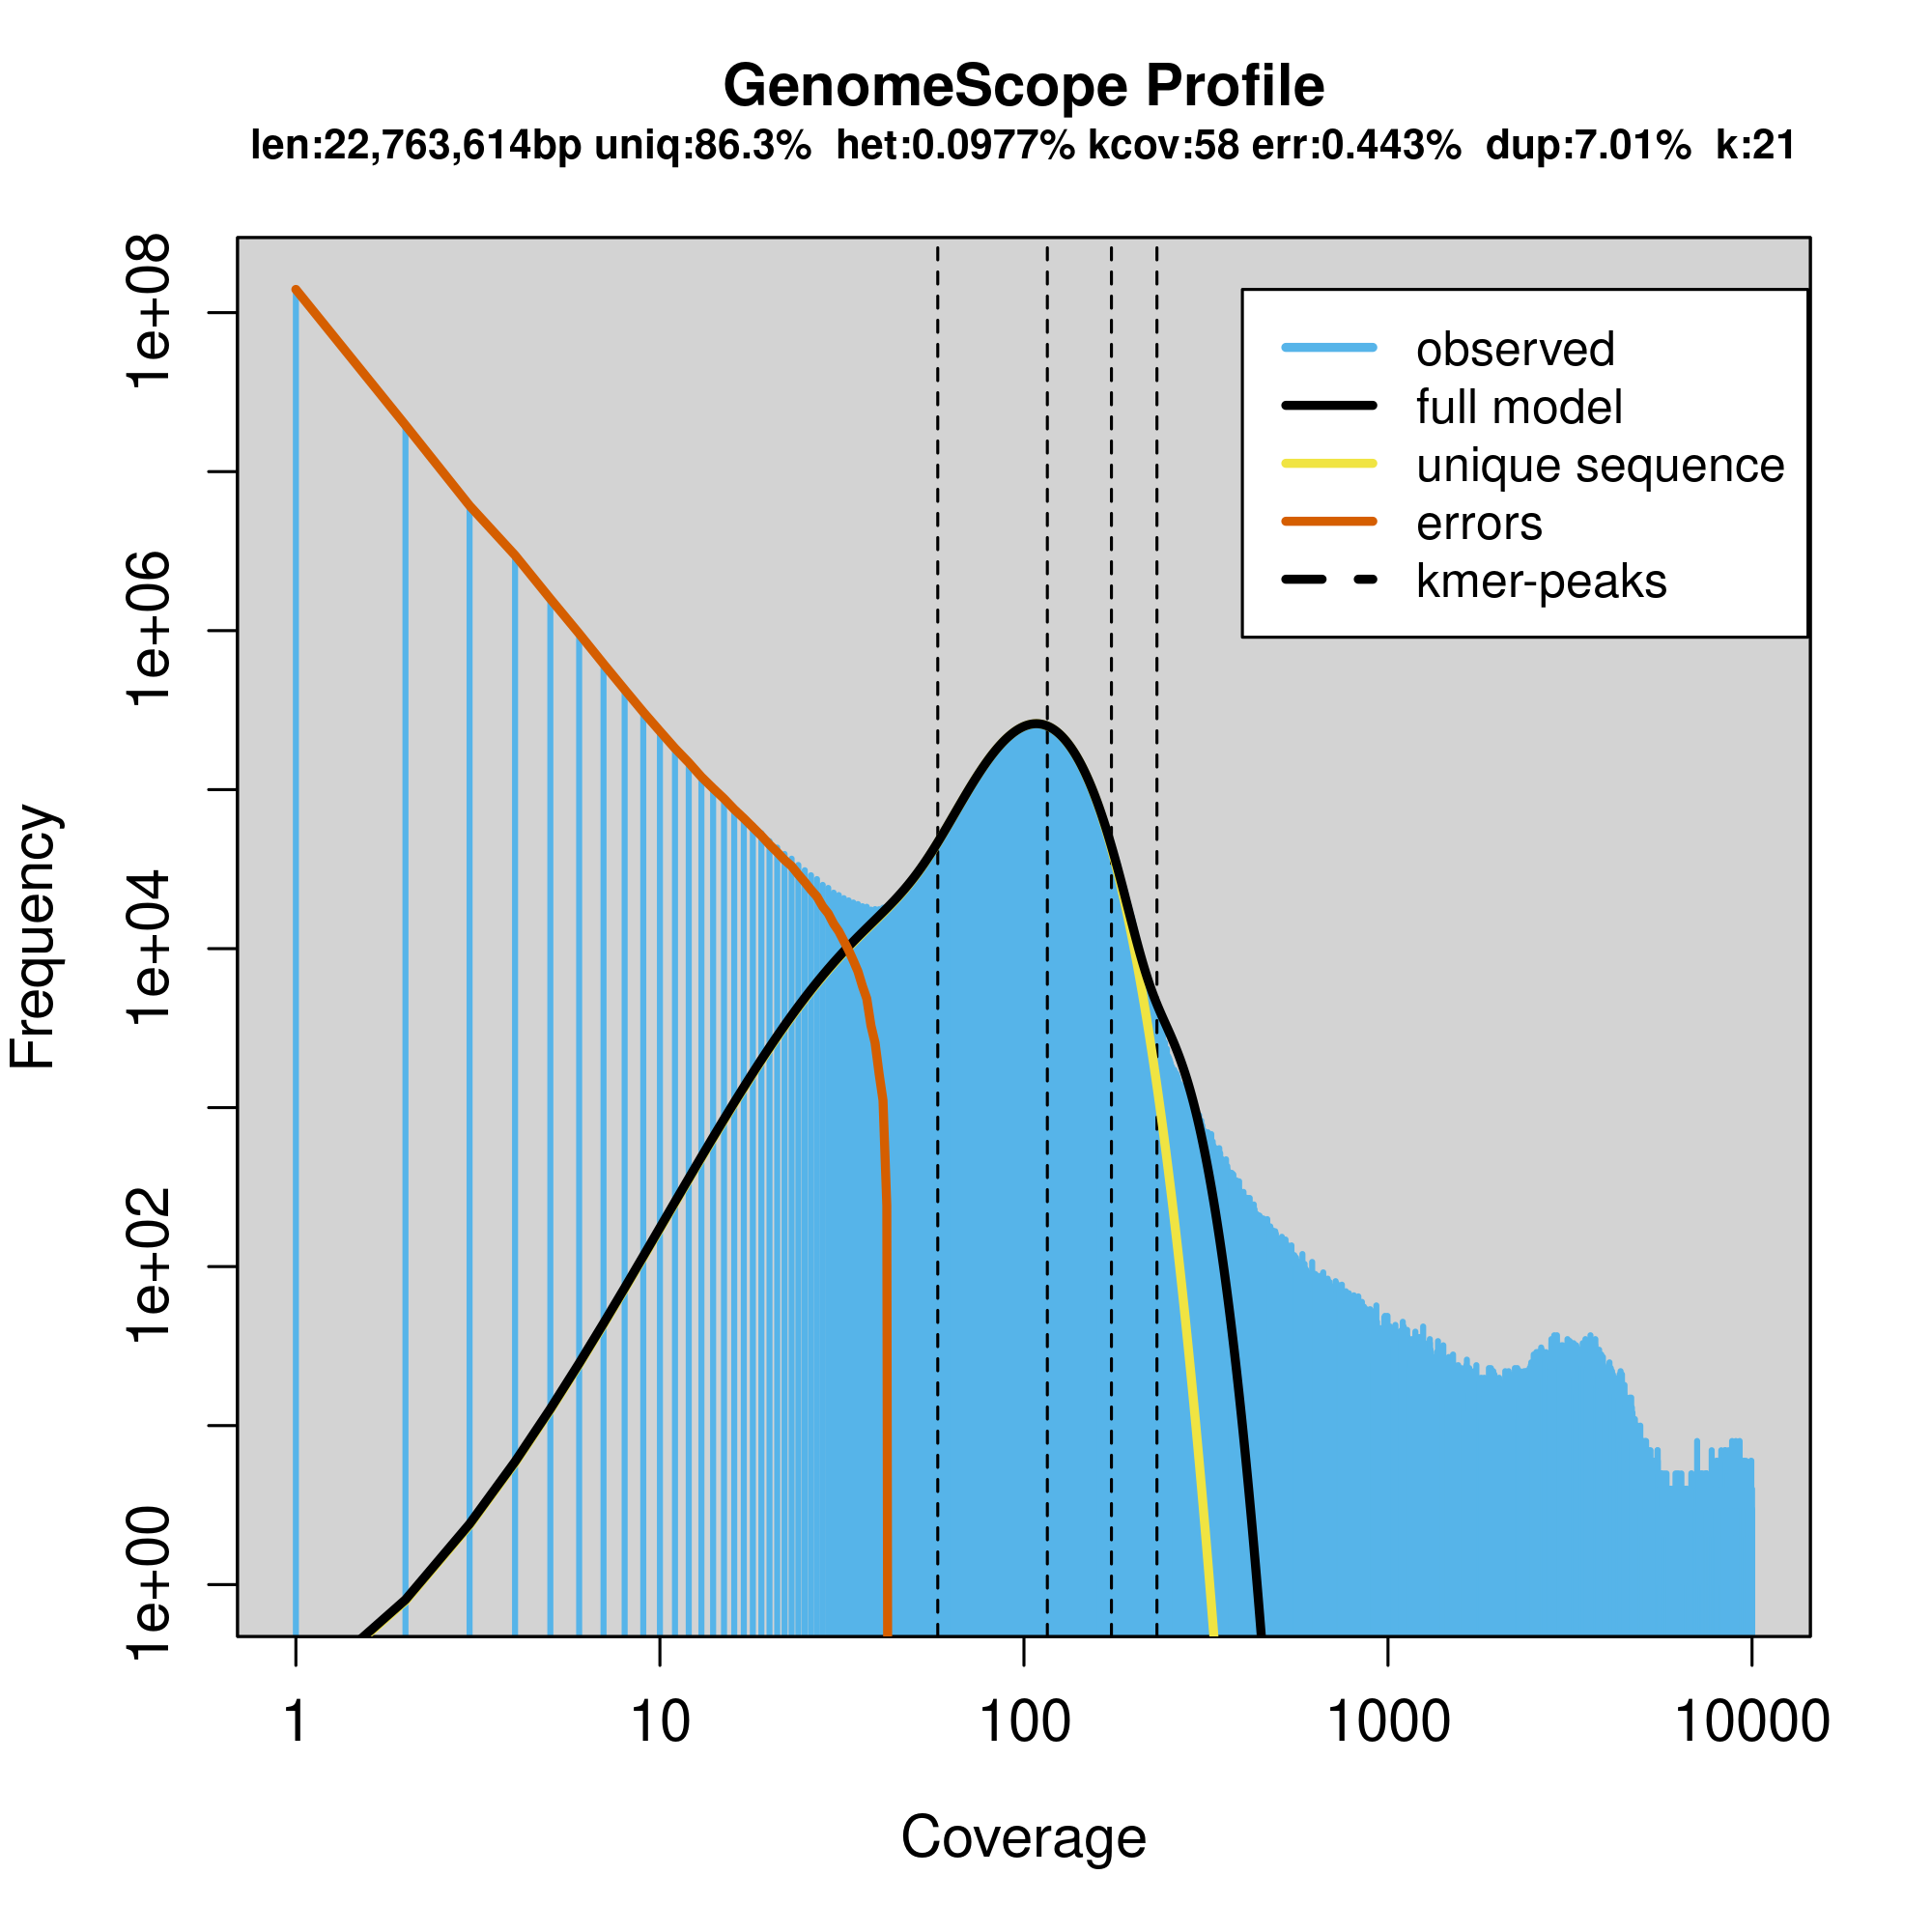 GenomeScope Profile
len:22,763,614bp uniq:86.3% het:0.0977% kcov:58 err:0.443% dup:7.01% k:21
1e+08
1e+06
1e+04
1e+02
1e+00
Frequency
observed
full model
unique sequence
errors
kmer-peaks
1 10 100 1000 10000
Coverage